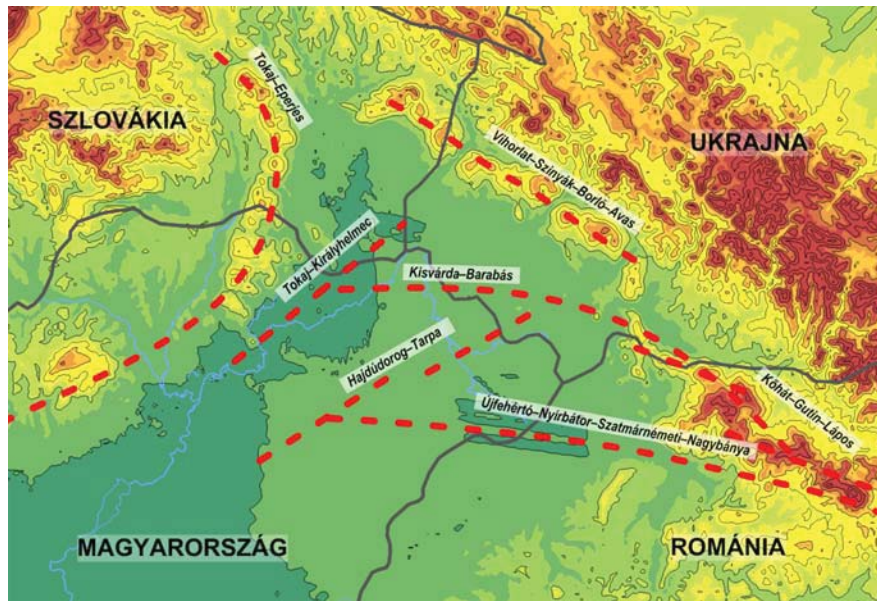 Tokaj–Eperjes
SZLOVÁKIA
UKRAJNA
Vihorlat–Szinyák–Borló–Avas
Tokaj–Királyhelmec
Kisvárda–Barabás
Hajdúdorog–Tarpa
Kőhát–Gutin–Lápos
Újfehértó–Nyírbátor–Szatmárnémeti–Nagybánya
MAGYARORSZÁG
ROMÁNIA